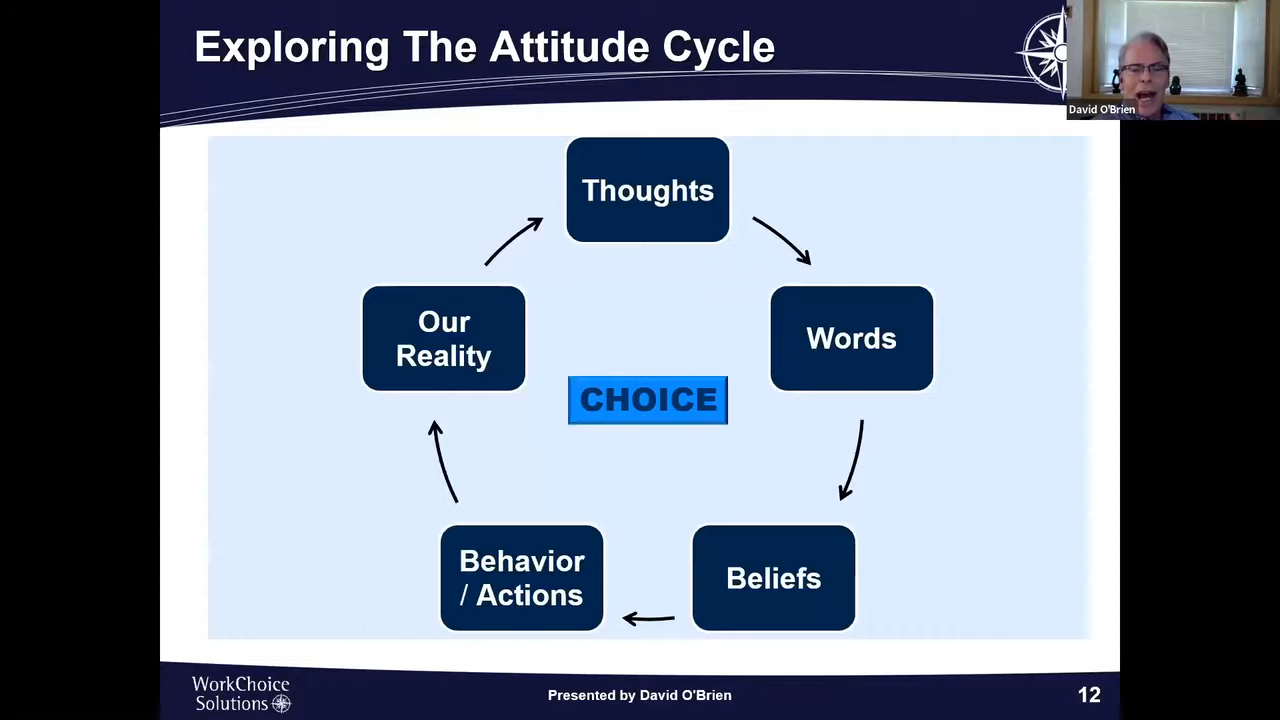 Exploring The Attitude Cycle
David O'Brien
Thoughts
Our
Reality
Words
CHOICE
Behavior
/ Actions
Beliefs
WorkChoice
Solutions
Presented by David O'Brien
12